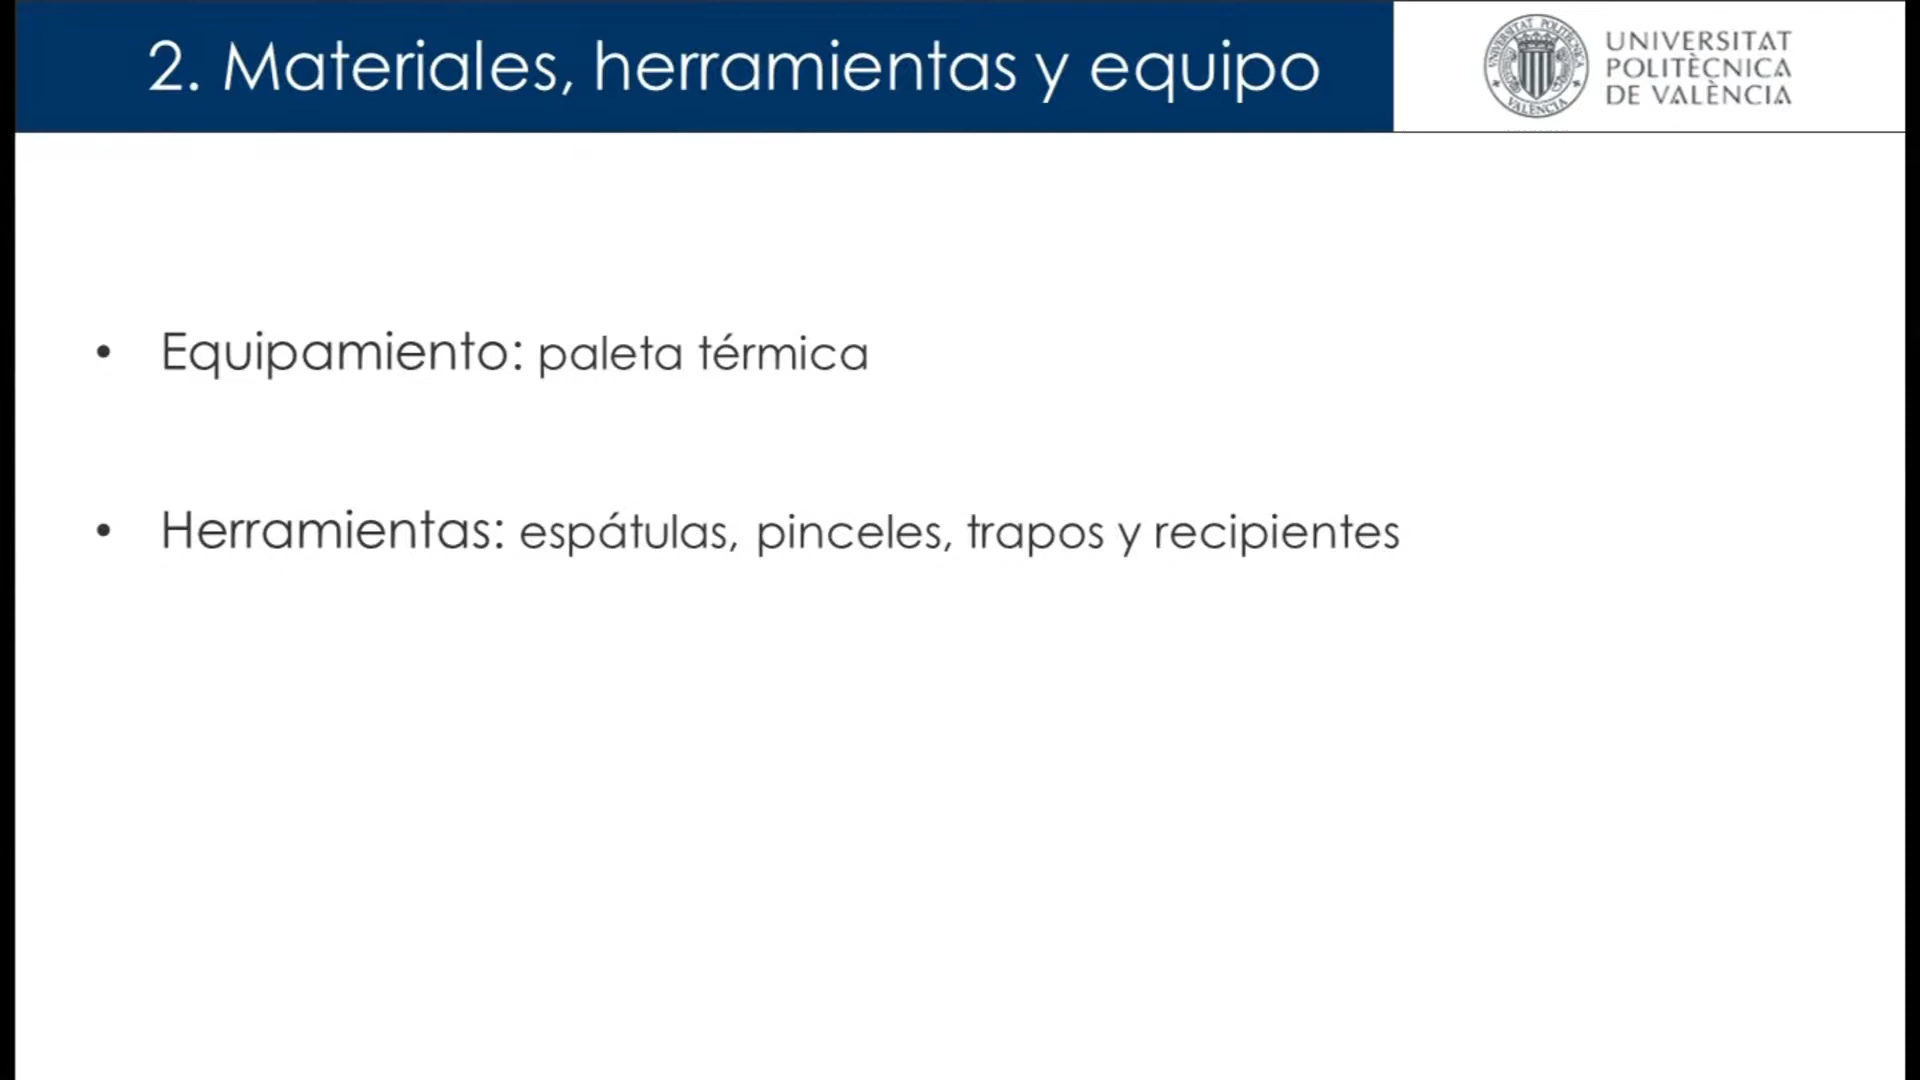 2. Materiales, herramientas y equipo
UNIVERSITAT
POLITÈCNICA
DE VALÈNCIA
• Equipamiento: paleta térmica
• Herramientas: espátulas, pinceles, trapos y recipientes